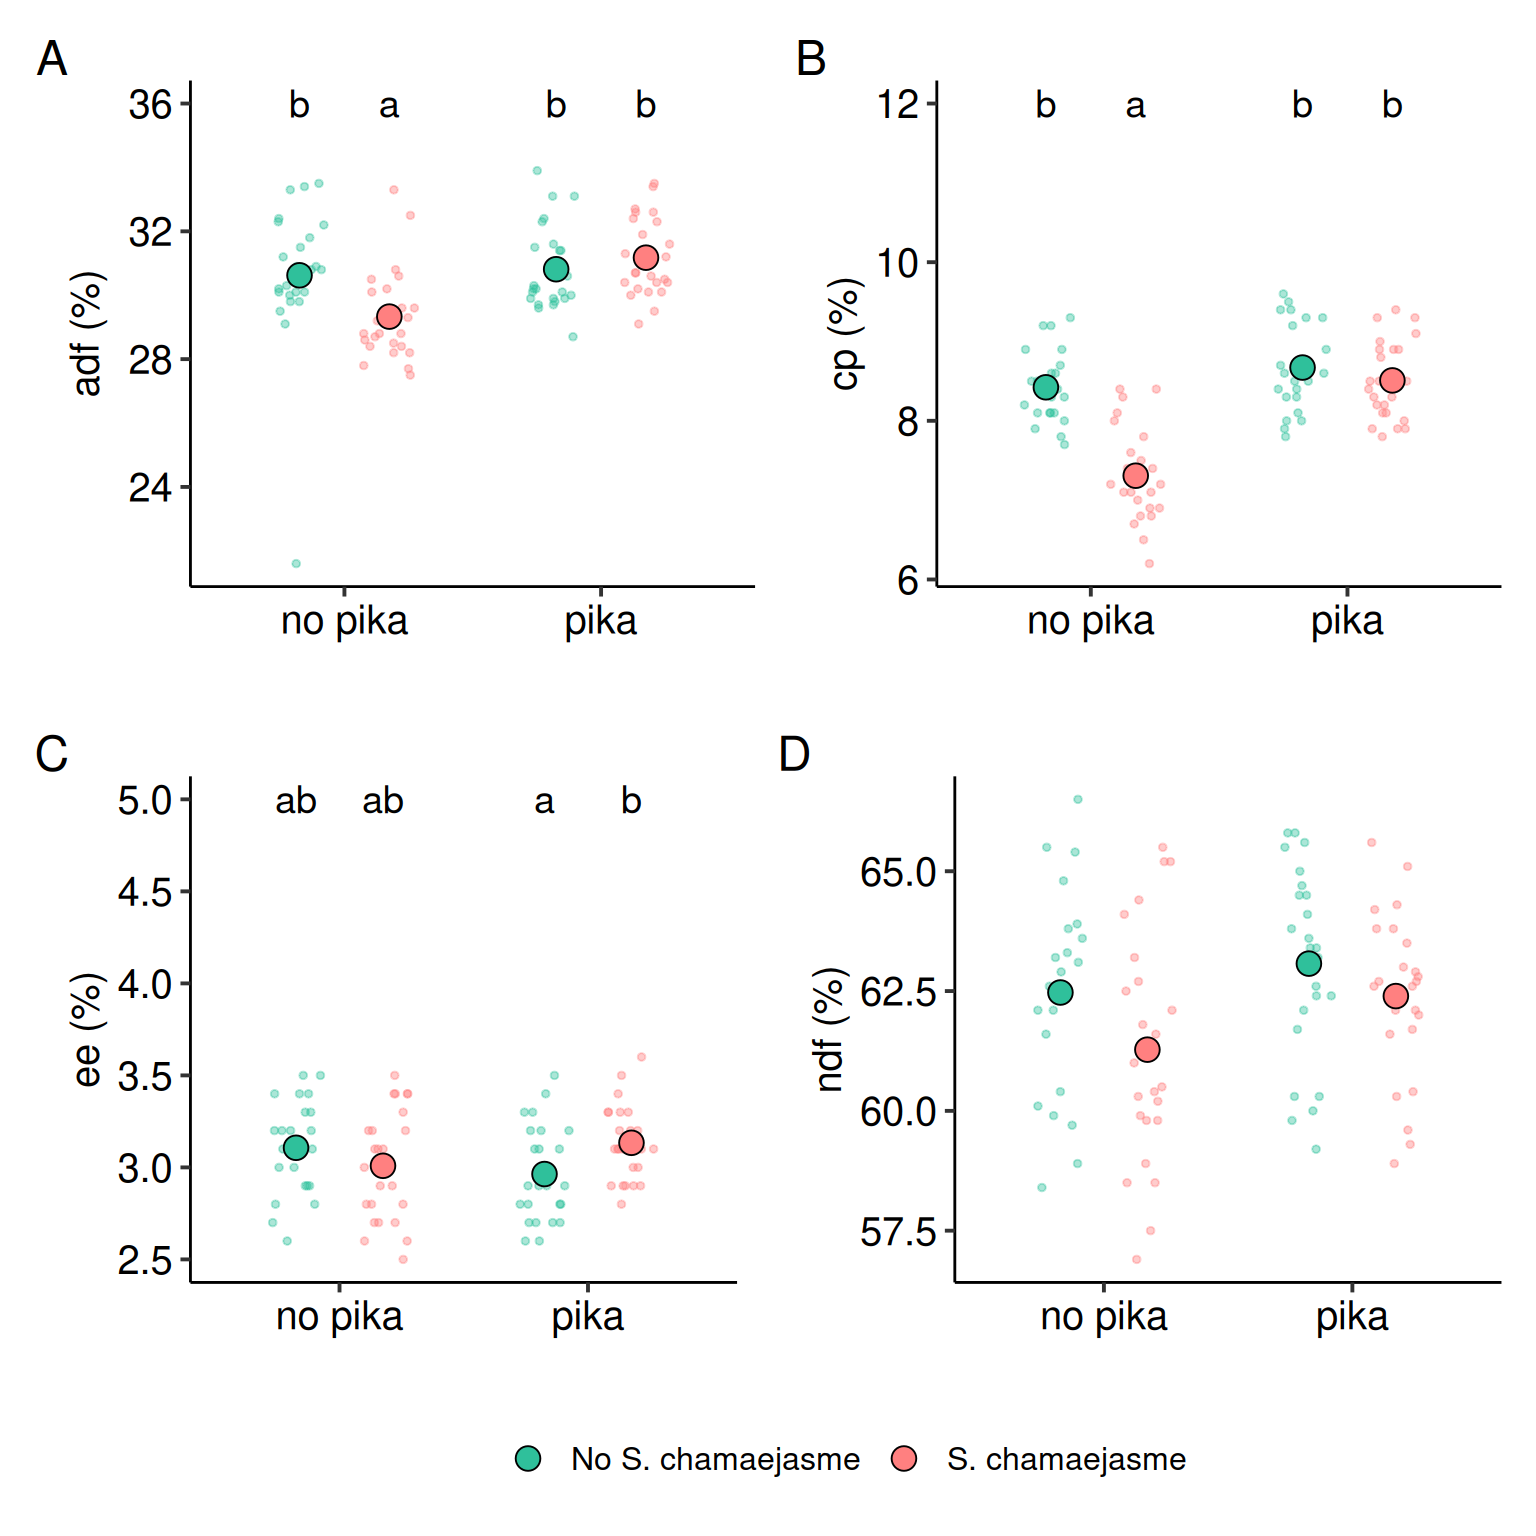 A
B
b a b b
b a b b
36
32
28
24
adf (%)
12
10
8
6
cp (%)
no pika pika
no pika pika
C
D
ab ab a b
5.0
4.5
4.0
3.5
3.0
2.5
ee (%)
65.0
62.5
60.0
57.5
ndf (%)
no pika pika
no pika pika
No S. chamaejasme S. chamaejasme